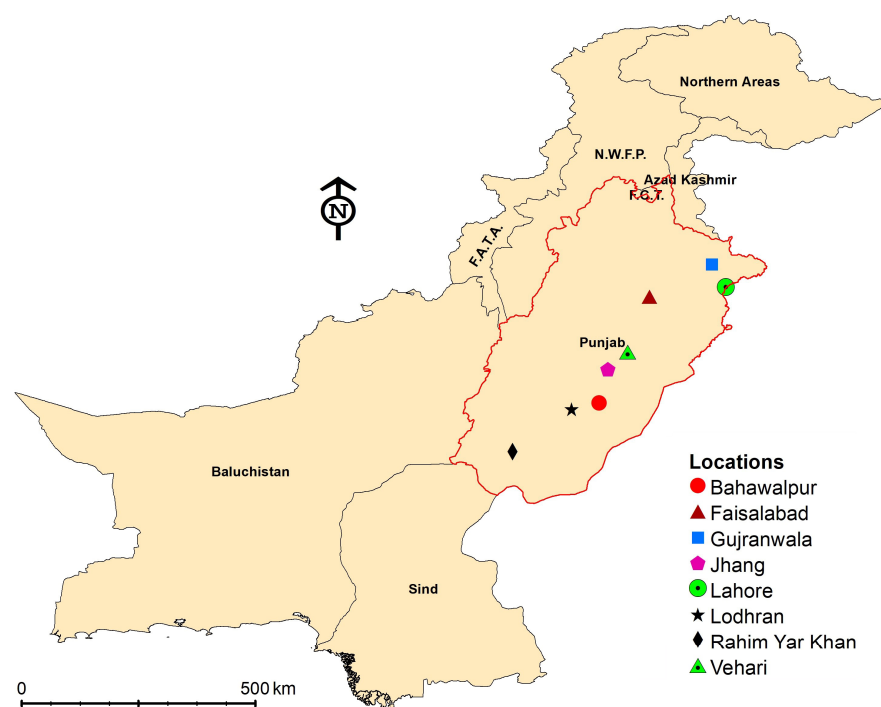 Northern Areas
N.W.F.P.
Azad Kashmir
F.C.T.
N
F.A.T.A.
Punjab
Baluchistan
Sind
Locations
Bahawalpur
Faisalabad
Gujranwala
Jhang
Lahore
Lodhran
Rahim Yar Khan
Vehari
0 500 km